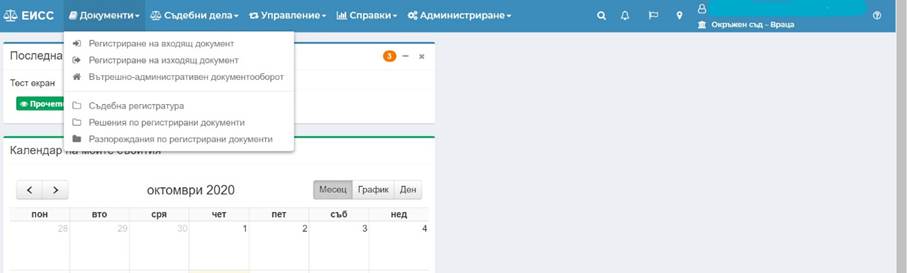 ЕИСС Документи Съдебни дела Управление Справки Администриране
Окръжен съд - Враца
Регистриране на входящ документ
Регистриране на изходящ документ
Вътрешно-административен документооборот
Съдебна регистратура
Решения по регистрирани документи
Разпореждания по регистрирани документи
Последна
3
Тест екран
Прочете
Календар на моите събития
октомври 2020
Месец График Ден
пон вто сря чет пет съб нед
28 29 30 1 2 3 4